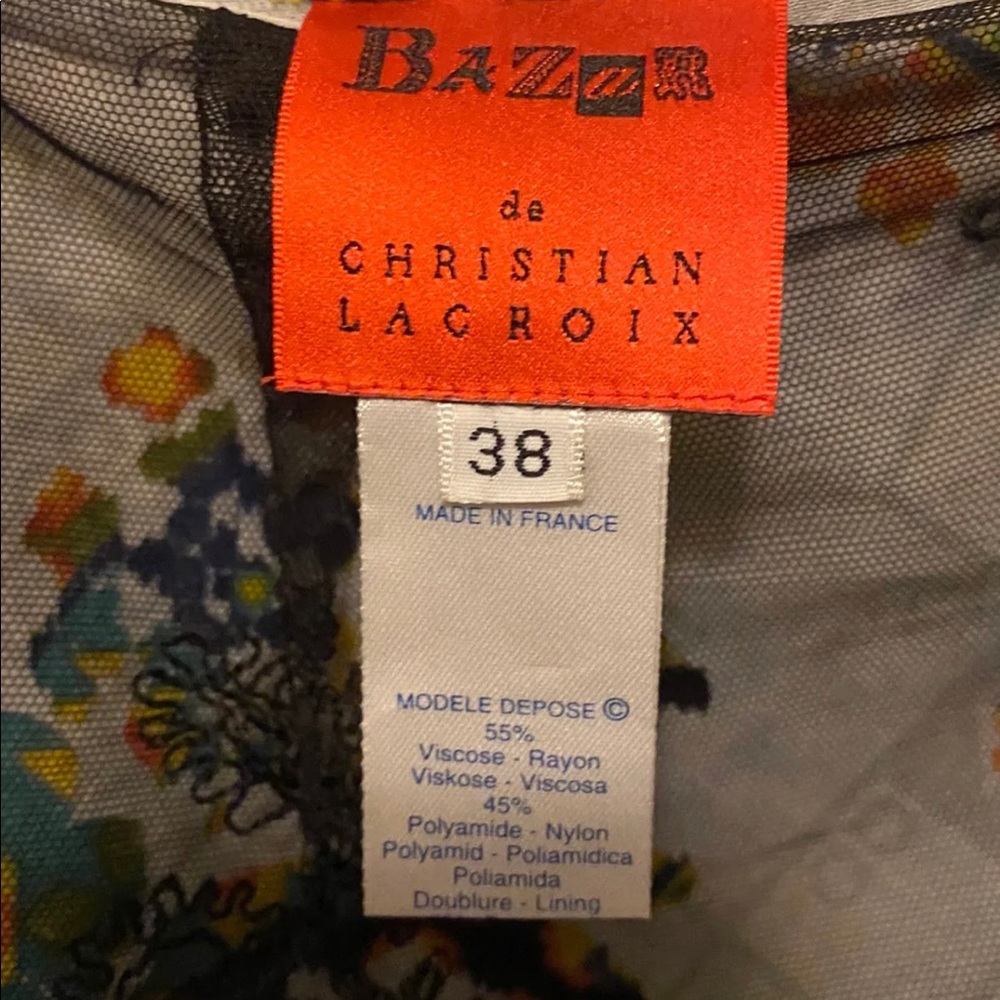 BAZaR
de
CHRISTIAN
LACROIX
38
MADE IN FRANCE
MODELE DEPOSE ©
55%
Viscose - Rayon
Viskose - Viscosa
45%
Polyamide - Nylon
Polyamid - Poliamidica
Poliamida
Doublure - Lining